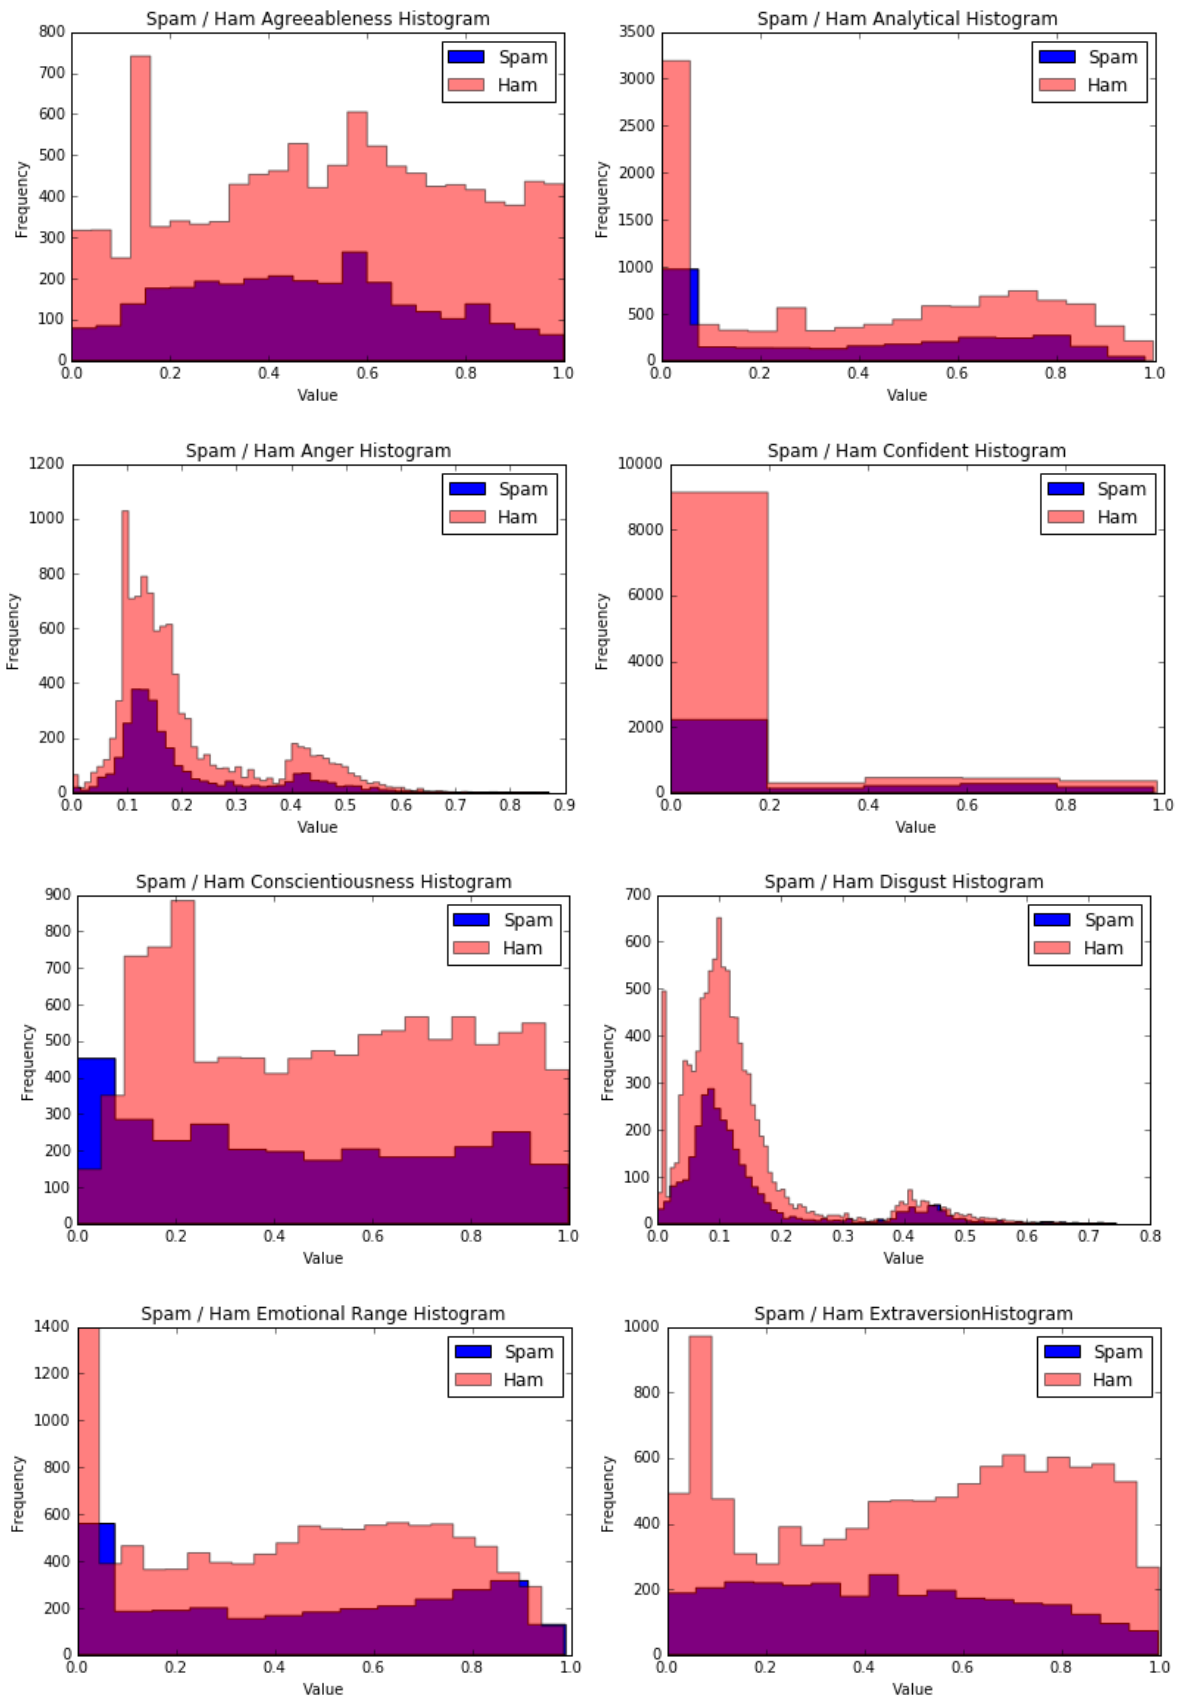 Spam / Ham Agreeableness Histogram
800
700
600
500
400
300
200
100
0
0.0 0.2 0.4 0.6 0.8 1.0
Frequency
Value
Spam
Ham
Spam / Ham Analytical Histogram
3500
3000
2500
2000
1500
1000
500
0
0.0 0.2 0.4 0.6 0.8 1.0
Frequency
Value
Spam
Ham
Spam / Ham Anger Histogram
1200
1000
800
600
400
200
0
0.0 0.1 0.2 0.3 0.4 0.5 0.6 0.7 0.8 0.9
Frequency
Value
Spam
Ham
Spam / Ham Confident Histogram
10000
8000
6000
4000
2000
0
0.0 0.2 0.4 0.6 0.8 1.0
Frequency
Value
Spam
Ham
Spam / Ham Conscientiousness Histogram
900
800
700
600
500
400
300
200
100
0
0.0 0.2 0.4 0.6 0.8 1.0
Frequency
Value
Spam
Ham
Spam / Ham Disgust Histogram
700
600
500
400
300
200
100
0
0.0 0.1 0.2 0.3 0.4 0.5 0.6 0.7 0.8
Frequency
Value
Spam
Ham
Spam / Ham Emotional Range Histogram
1400
1200
1000
800
600
400
200
0
0.0 0.2 0.4 0.6 0.8 1.0
Frequency
Value
Spam
Ham
Spam / Ham ExtraversionHistogram
1000
800
600
400
200
0
0.0 0.2 0.4 0.6 0.8 1.0
Frequency
Value
Spam
Ham